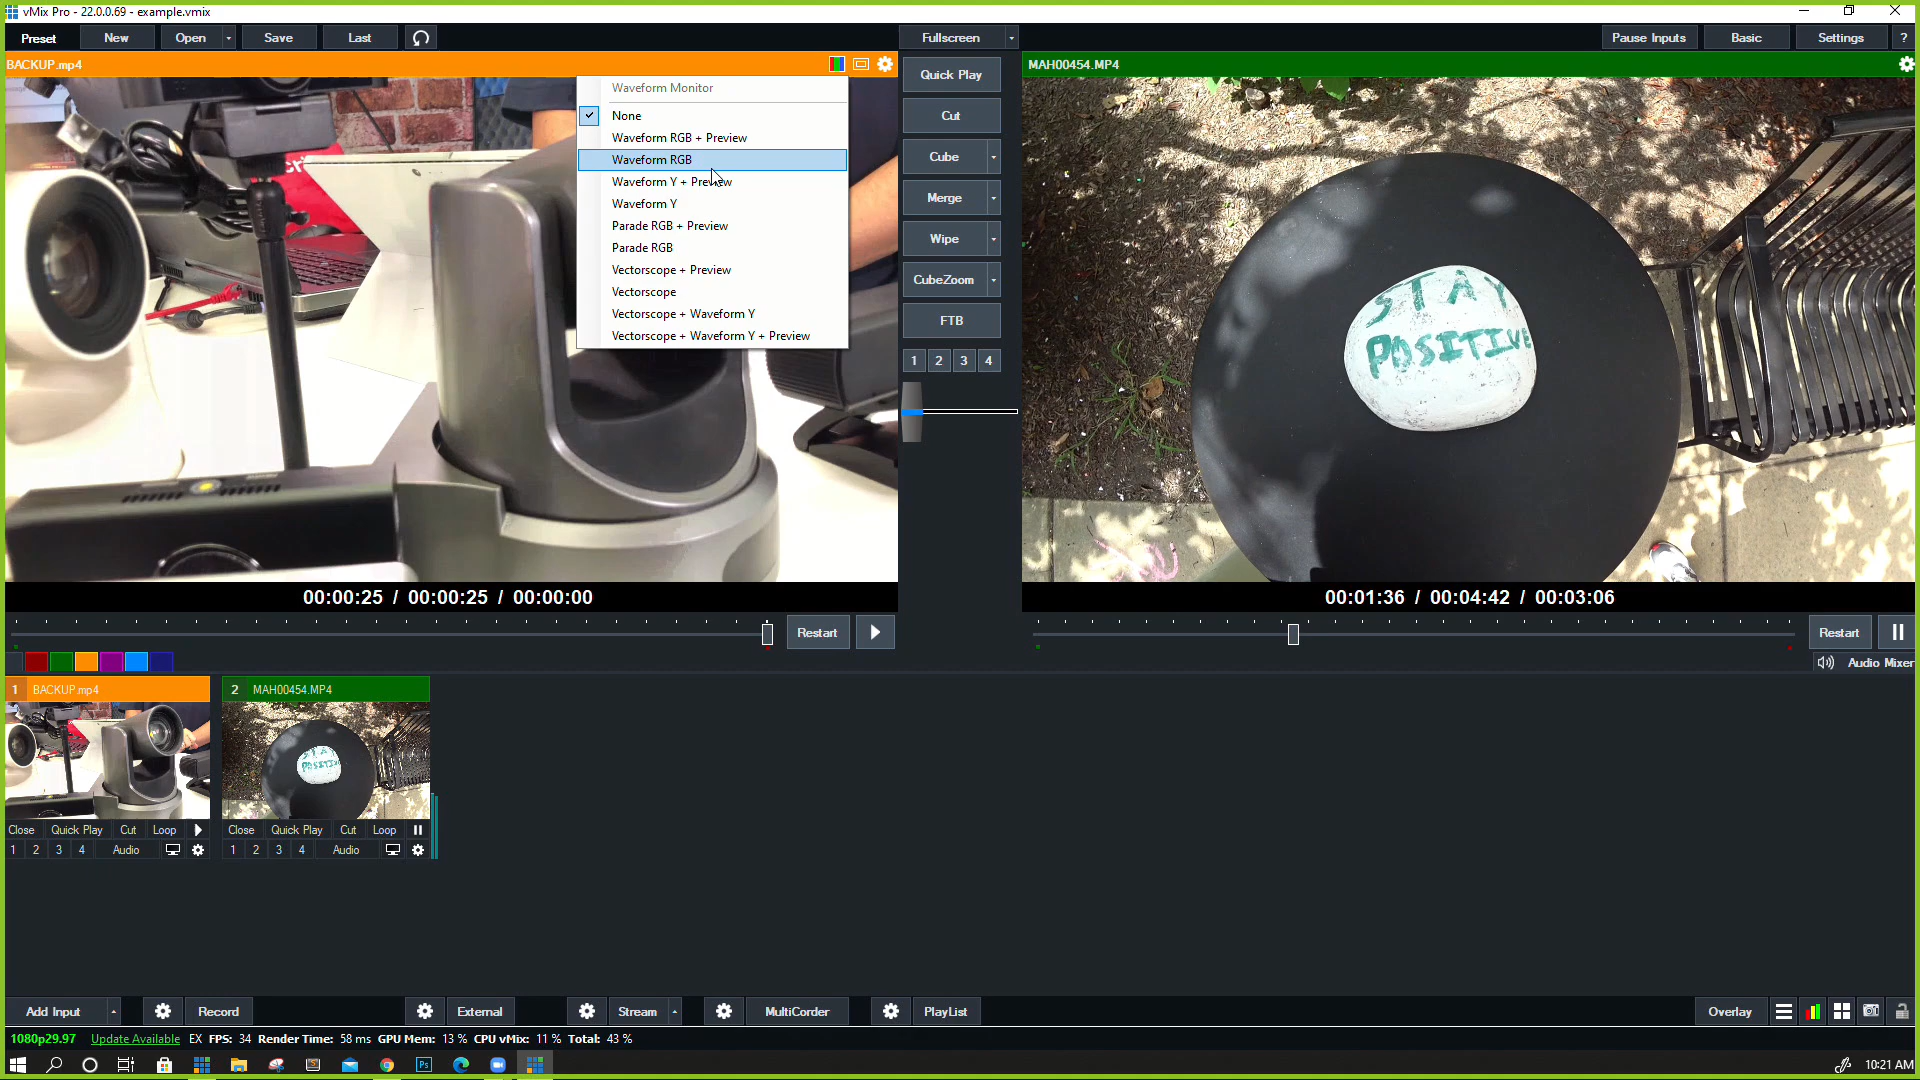 vMix Pro - 22.0.0.69 - example.vmix
Preset New Open Save Last Fullscreen Pause Inputs Basic Settings ?
BACKUP.mp4
MAH00454.MP4
Waveform Monitor
None
Waveform RGB + Preview
Waveform RGB
Waveform Y + Preview
Waveform Y
Parade RGB + Preview
Parade RGB
Vectorscope + Preview
Vectorscope
Vectorscope + Waveform Y
Vectorscope + Waveform Y + Preview
Quick Play
Cut
Cube
Merge
Wipe
CubeZoom
FTB
1 2 3 4
STAY
POSITIVE
00:00:25 / 00:00:25 / 00:00:00
00:01:36 / 00:04:42 / 00:03:06
Restart
Restart
Audio Mixer
1 BACKUP.mp4
2 MAH00454.MP4
STAY
POSITIVE
Close Quick Play Cut Loop
1 2 3 4 Audio
Close Quick Play Cut Loop
1 2 3 4 Audio
Add Input Record External Stream MultiCorder PlayList Overlay
1080p29.97 Update Available EX FPS: 34 Render Time: 58 ms GPU Mem: 13 % CPU vMix: 11 % Total: 43 %
Ps
10:21 AM